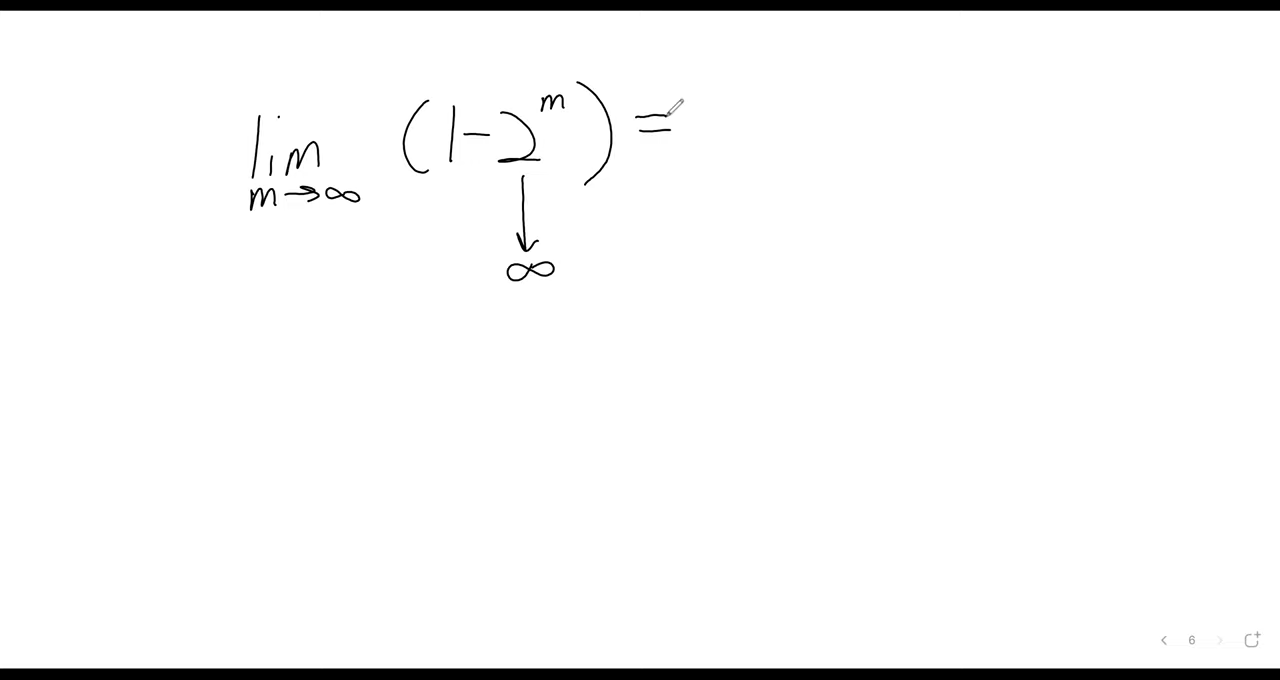 lim (1-2^m) =
m→∞
↓
∞
6